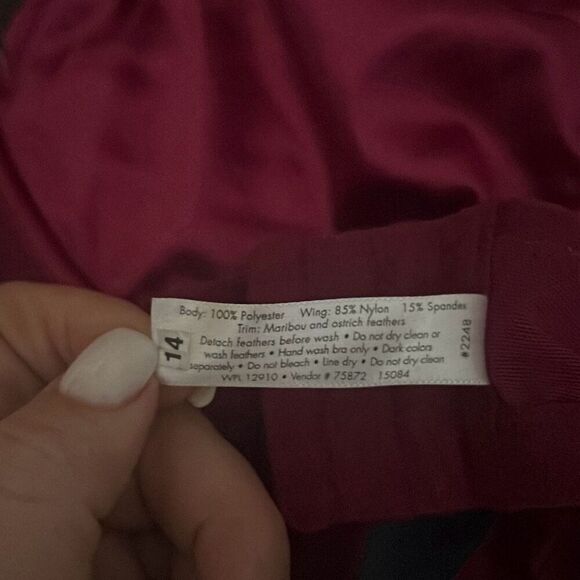 Body: 100% Polyester Wing: 85% Nylon 15% Spandex
Trim: Maribou and ostrich feathers
Detach feathers before wash • Do not dry clean or
wash feathers • Hand wash bra only • Dark colors
separately • Do not bleach • Line dry • Do not dry clean
WPL 12910 • Vendor # 75872 15084
14
#2248